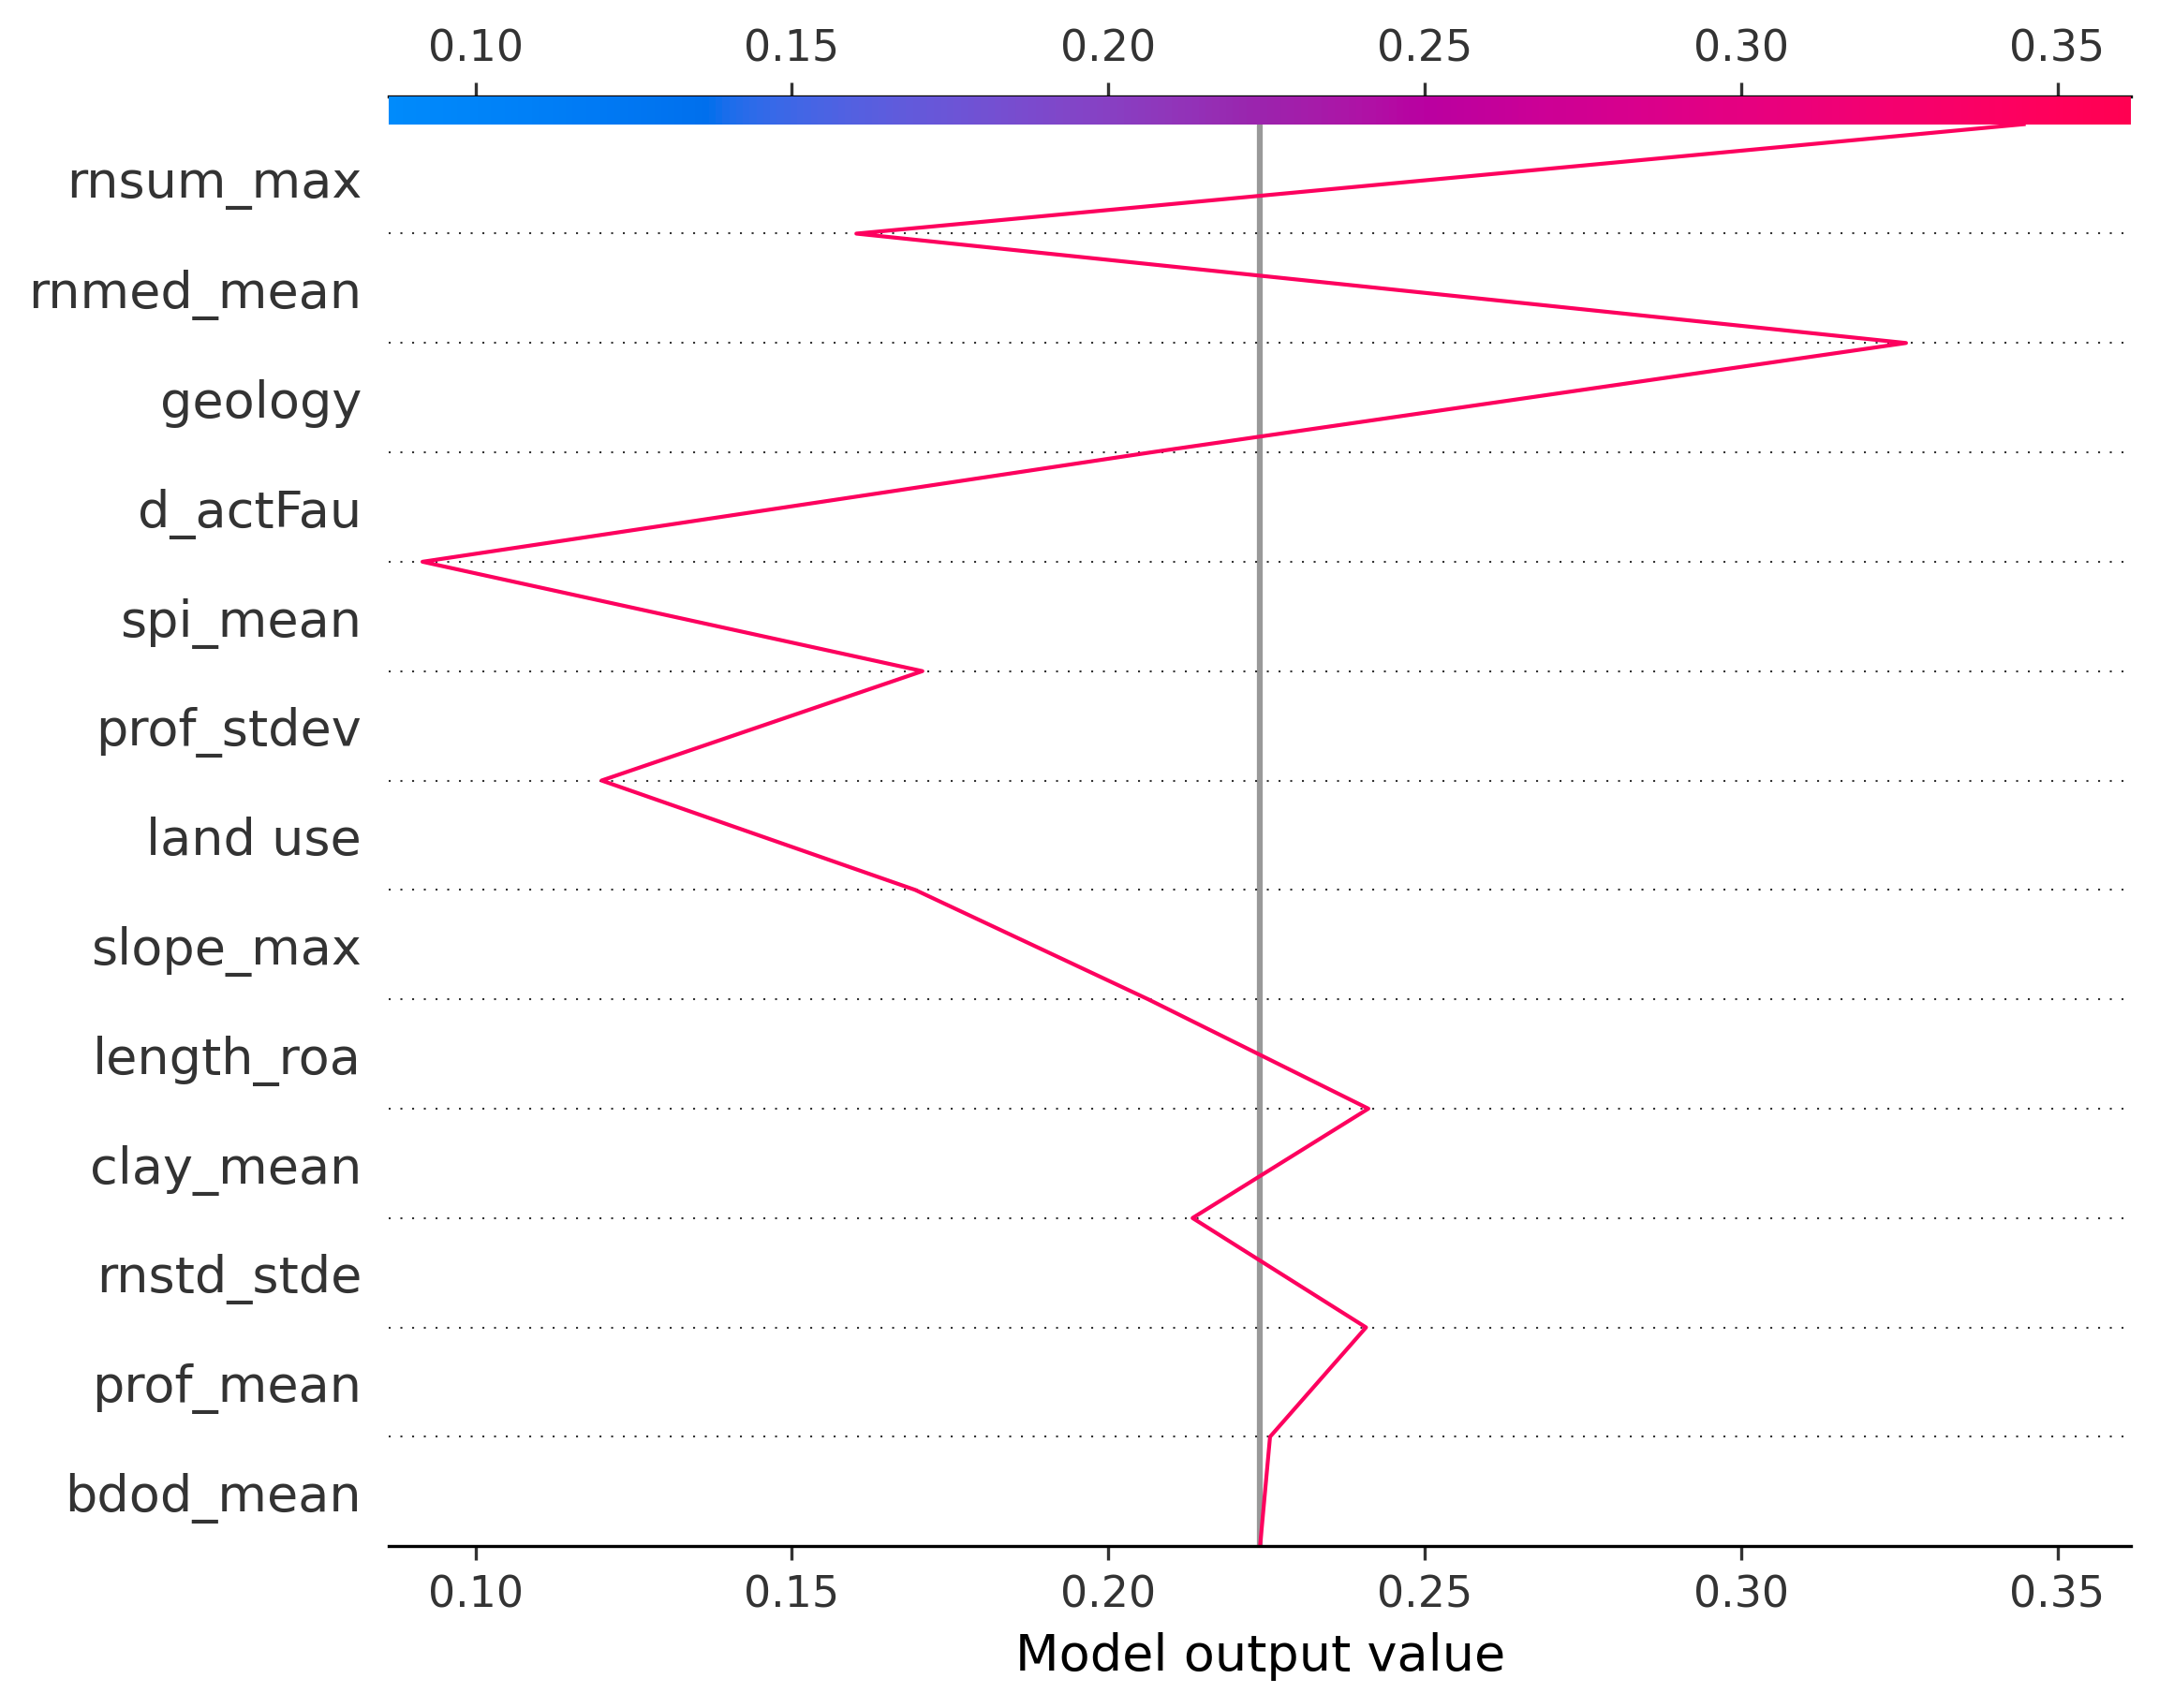 0.10 0.15 0.20 0.25 0.30 0.35
rnsum_max
rnmed_mean
geology
d_actFau
spi_mean
prof_stdev
land use
slope_max
length_roa
clay_mean
rnstd_stde
prof_mean
bdod_mean
0.10 0.15 0.20 0.25 0.30 0.35
Model output value